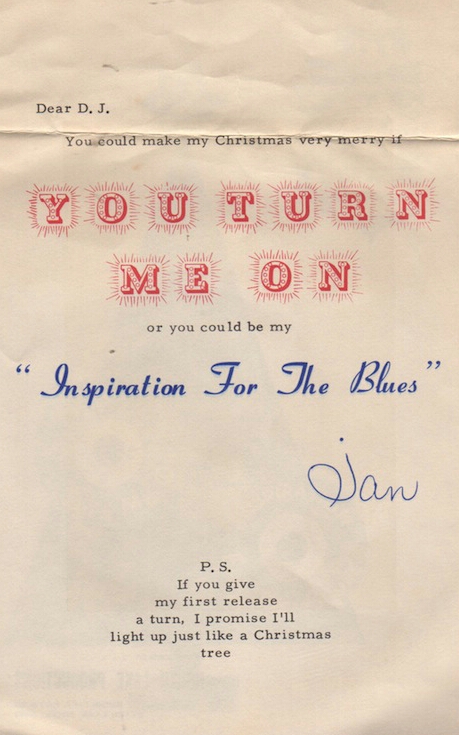 Dear D. J.
You could make my Christmas very merry if
YOU TURN
ME ON
or you could be my
“Inspiration For The Blues”
Jan
P. S.
If you give
my first release
a turn, I promise I'll
light up just like a Christmas
tree